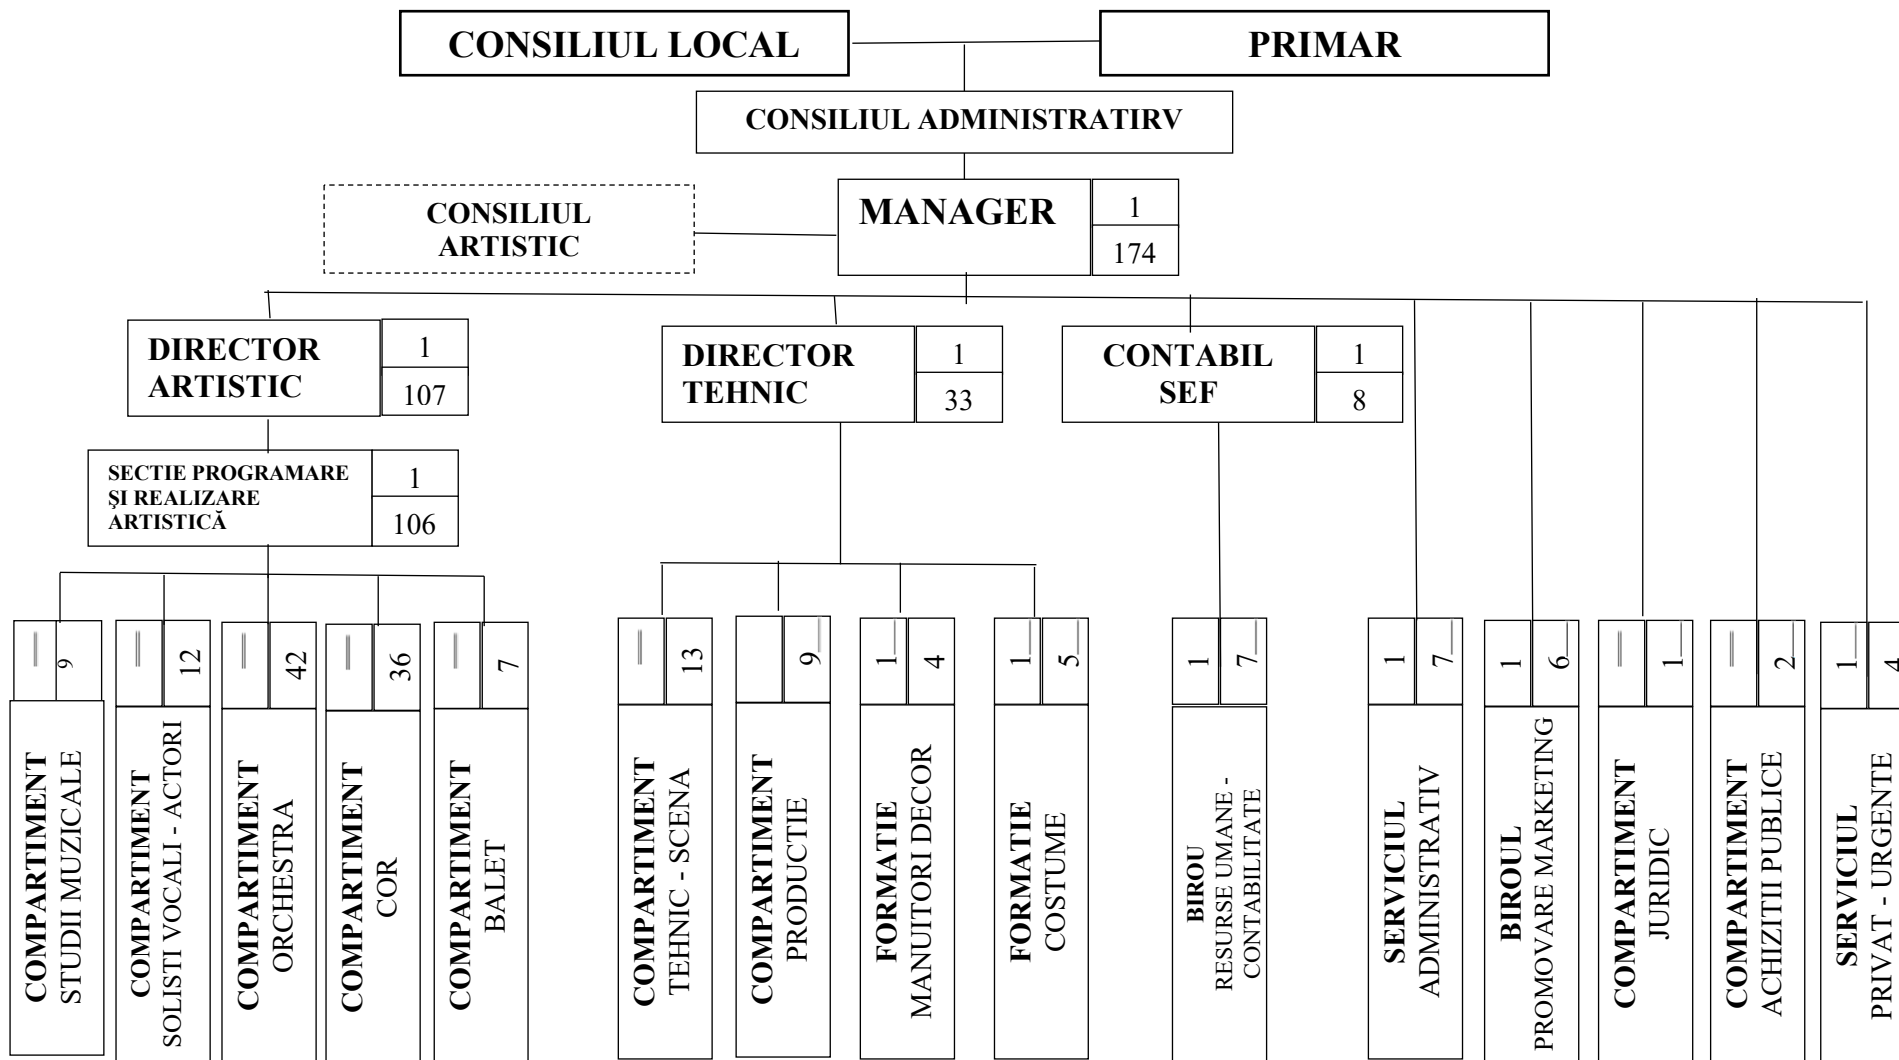 CONSILIUL LOCAL
PRIMAR
CONSILIUL ADMINISTRATIRV
CONSILIUL
ARTISTIC
MANAGER
1
174
DIRECTOR
ARTISTIC
1
107
DIRECTOR
TEHNIC
1
33
CONTABIL
SEF
1
8
SECTIE PROGRAMARE
ŞI REALIZARE
ARTISTICĂ
1
106
9
COMPARTIMENT
STUDII MUZICALE
12
COMPARTIMENT
SOLISTI VOCALI - ACTORI
42
COMPARTIMENT
ORCHESTRA
36
COMPARTIMENT
COR
7
COMPARTIMENT
BALET
13
COMPARTIMENT
TEHNIC - SCENA
9
COMPARTIMENT
PRODUCTIE
1
4
FORMATIE
MANUITORI DECOR
1
5
FORMATIE
COSTUME
1
7
BIROU
RESURSE UMANE -
CONTABILITATE
1
7
SERVICIUL
ADMINISTRATIV
1
6
BIROUL
PROMOVARE MARKETING
1
COMPARTIMENT
JURIDIC
2
COMPARTIMENT
ACHIZITII PUBLICE
1
4
SERVICIUL
PRIVAT - URGENTE